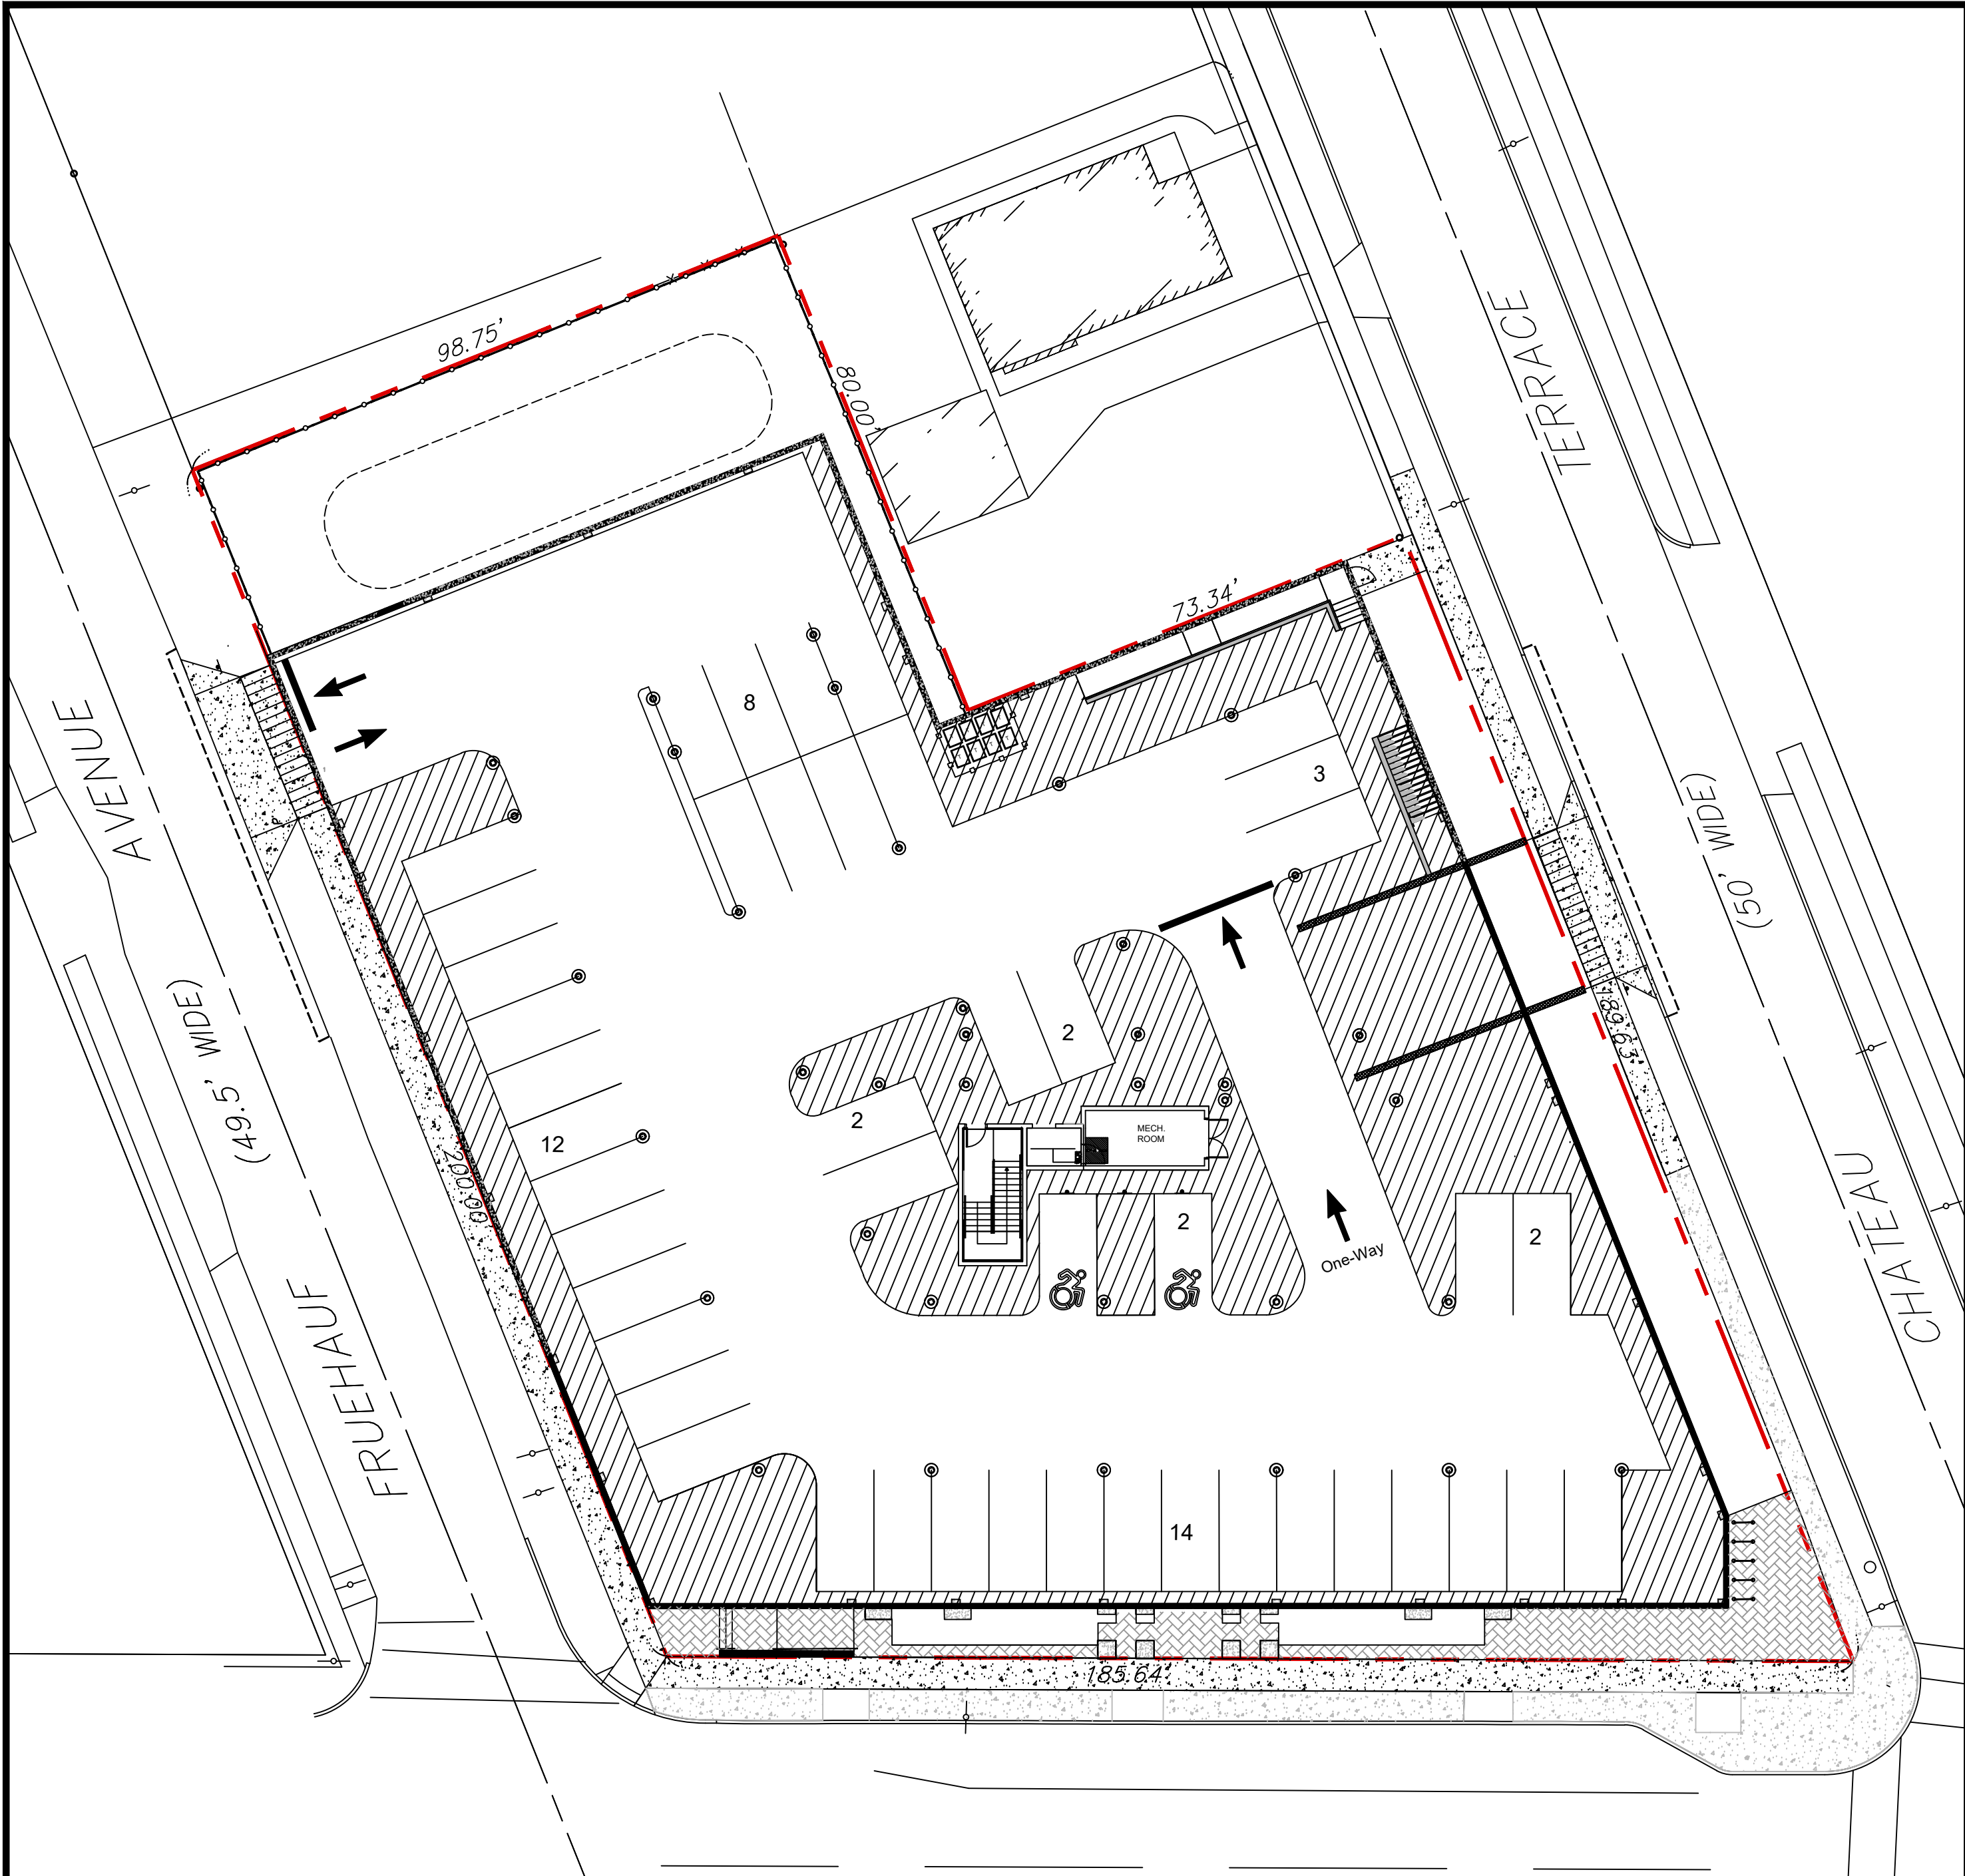 98.75'
80.00'
TERRACE
73.34'
8
3
AVENUE
(50' WIDE)
(49.5' WIDE)
2
189.63'
2
MECH.
ROOM
12
200.00'
2
2
One-Way
CHATEAU
FRUEHAUF
14
185.64'